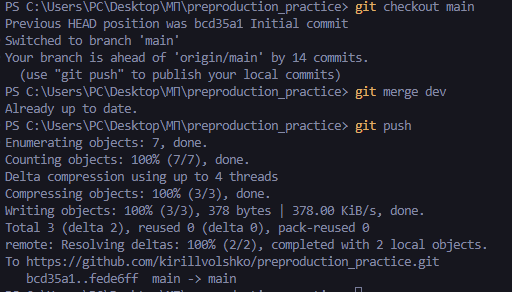 PS C:\Users\PC\Desktop\МП\preproduction_practice> git checkout main
Previous HEAD position was bcd35a1 Initial commit
Switched to branch 'main'
Your branch is ahead of 'origin/main' by 14 commits.
  (use "git push" to publish your local commits)
PS C:\Users\PC\Desktop\МП\preproduction_practice> git merge dev
Already up to date.
PS C:\Users\PC\Desktop\МП\preproduction_practice> git push
Enumerating objects: 7, done.
Counting objects: 100% (7/7), done.
Delta compression using up to 4 threads
Compressing objects: 100% (3/3), done.
Writing objects: 100% (3/3), 378 bytes | 378.00 KiB/s, done.
Total 3 (delta 2), reused 0 (delta 0), pack-reused 0
remote: Resolving deltas: 100% (2/2), completed with 2 local objects.
To https://github.com/kirillvolshko/preproduction_practice.git
   bcd35a1..fede6ff  main -> main